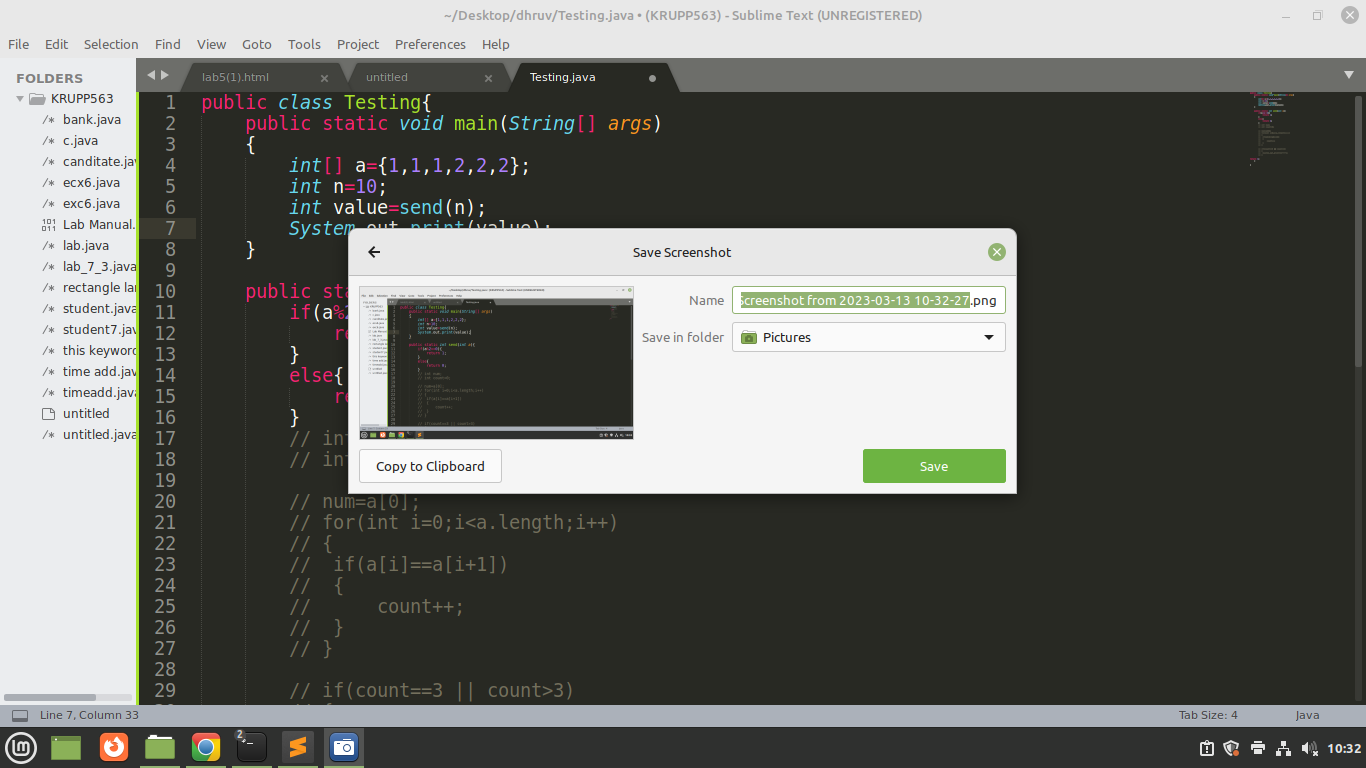 ~/Desktop/dhruv/Testing.java • (KRUPP563) - Sublime Text (UNREGISTERED)
File Edit Selection Find View Goto Tools Project Preferences Help
FOLDERS
KRUPP563
/* bank.java
/* c.java
/* canditate.jav
/* ecx6.java
/* exc6.java
Lab Manual.
/* lab.java
/* lab_7_3.java
/* rectangle lar
/* student.java
/* student7.jav
/* this keyword
/* time add.jav
/* timeadd.java
untitled
/* untitled.java
lab5(1).html untitled Testing.java
1 public class Testing{
2 public static void main(String[] args)
3 {
4 int[] a={1,1,1,2,2,2};
5 int n=10;
6 int value=send(n);
7 System.out.print(value);
8 }
9
10 public sta
11 if(a%2
12 re
13 }
14 else{
15 re
16 }
17 // int
18 // int
19
20 // num=a[0];
21 // for(int i=0;i<a.length;i++)
22 // {
23 // if(a[i]==a[i+1])
24 // {
25 // count++;
26 // }
27 // }
28
29 // if(count==3 || count>3)
Save Screenshot
Name Screenshot from 2023-03-13 10-32-27.png
Save in folder Pictures
Copy to Clipboard Save
Line 7, Column 33 Tab Size: 4 Java
2
10:32